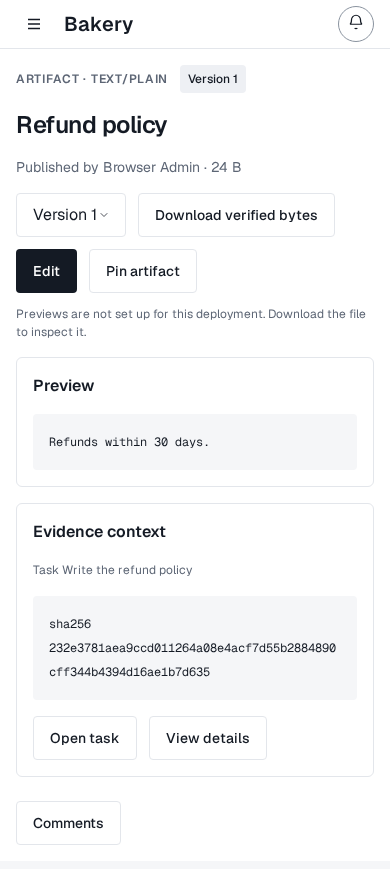 Bakery
ARTIFACT · TEXT/PLAIN
Version 1
Refund policy
Published by Browser Admin · 24 B
Version 1
Download verified bytes
Edit
Pin artifact
Previews are not set up for this deployment. Download the file
to inspect it.
Preview
Refunds within 30 days.
Evidence context
Task Write the refund policy
sha256
232e3781aea9ccd011264a08e4acf7d55b2884890
cff344b4394d16ae1b7d635
Open task
View details
Comments